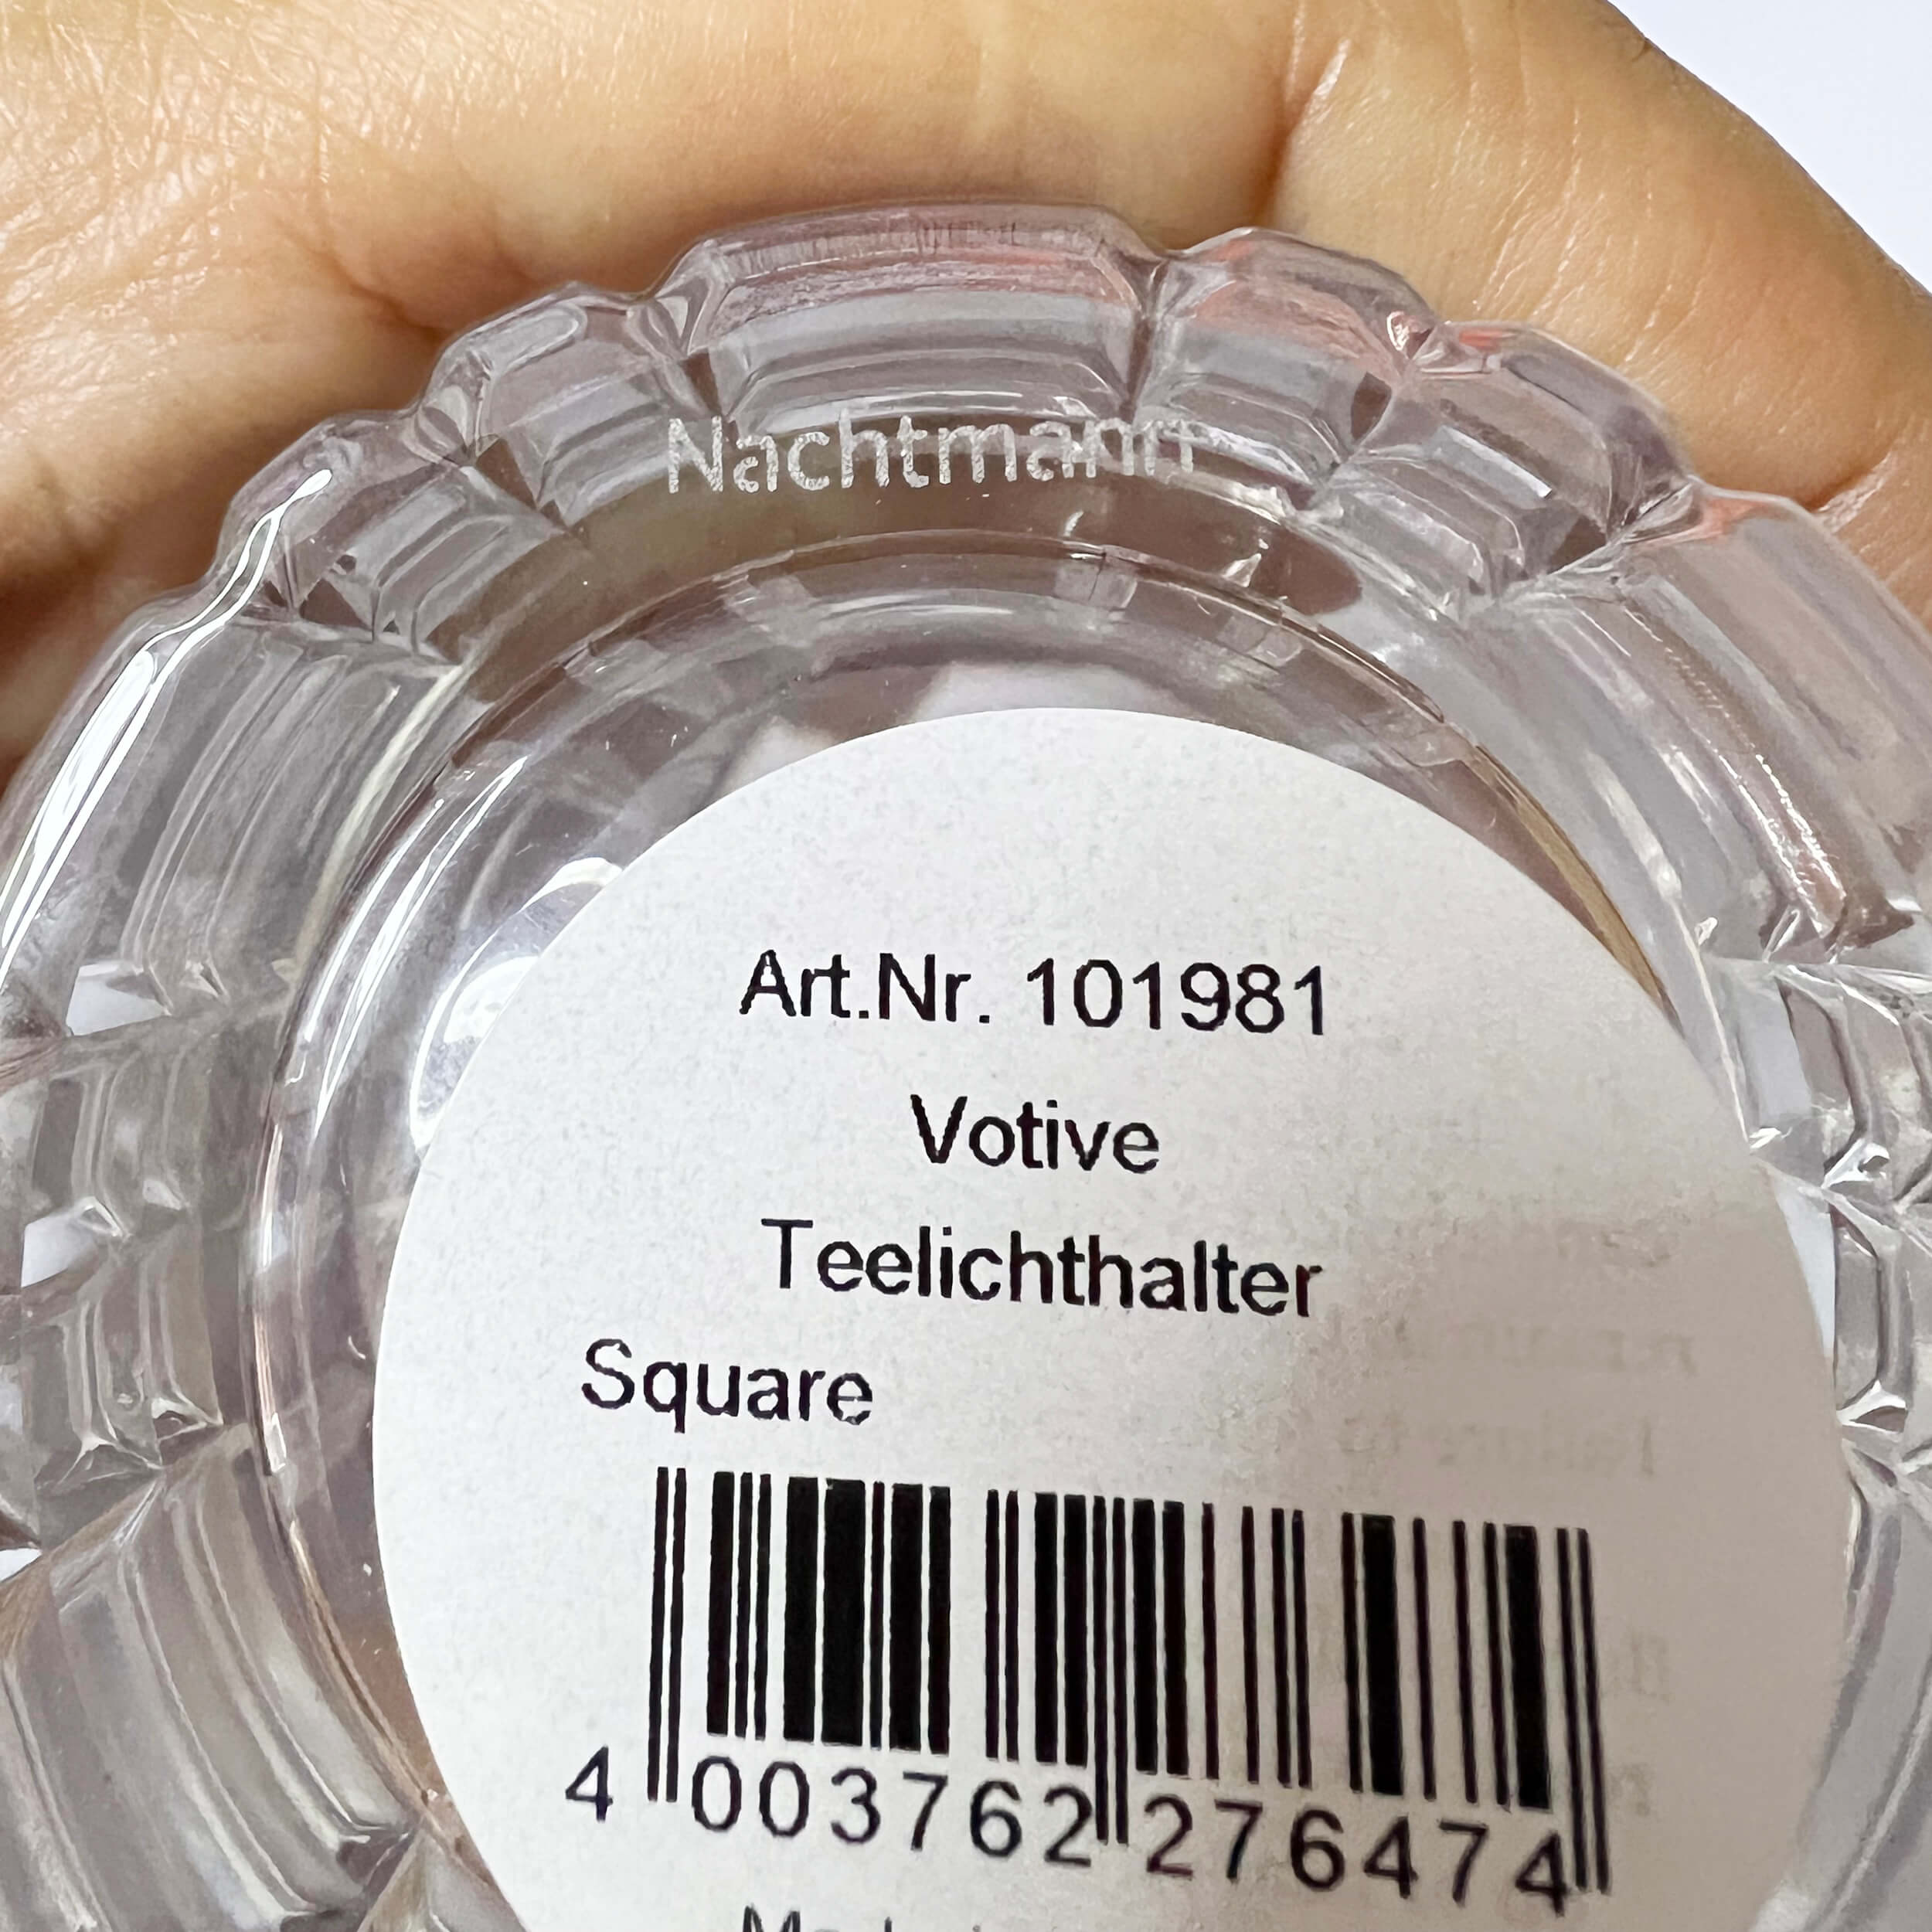 Nachtmann
Art.Nr. 101981
Votive
Teelichthalter
Square
4 003762 276474